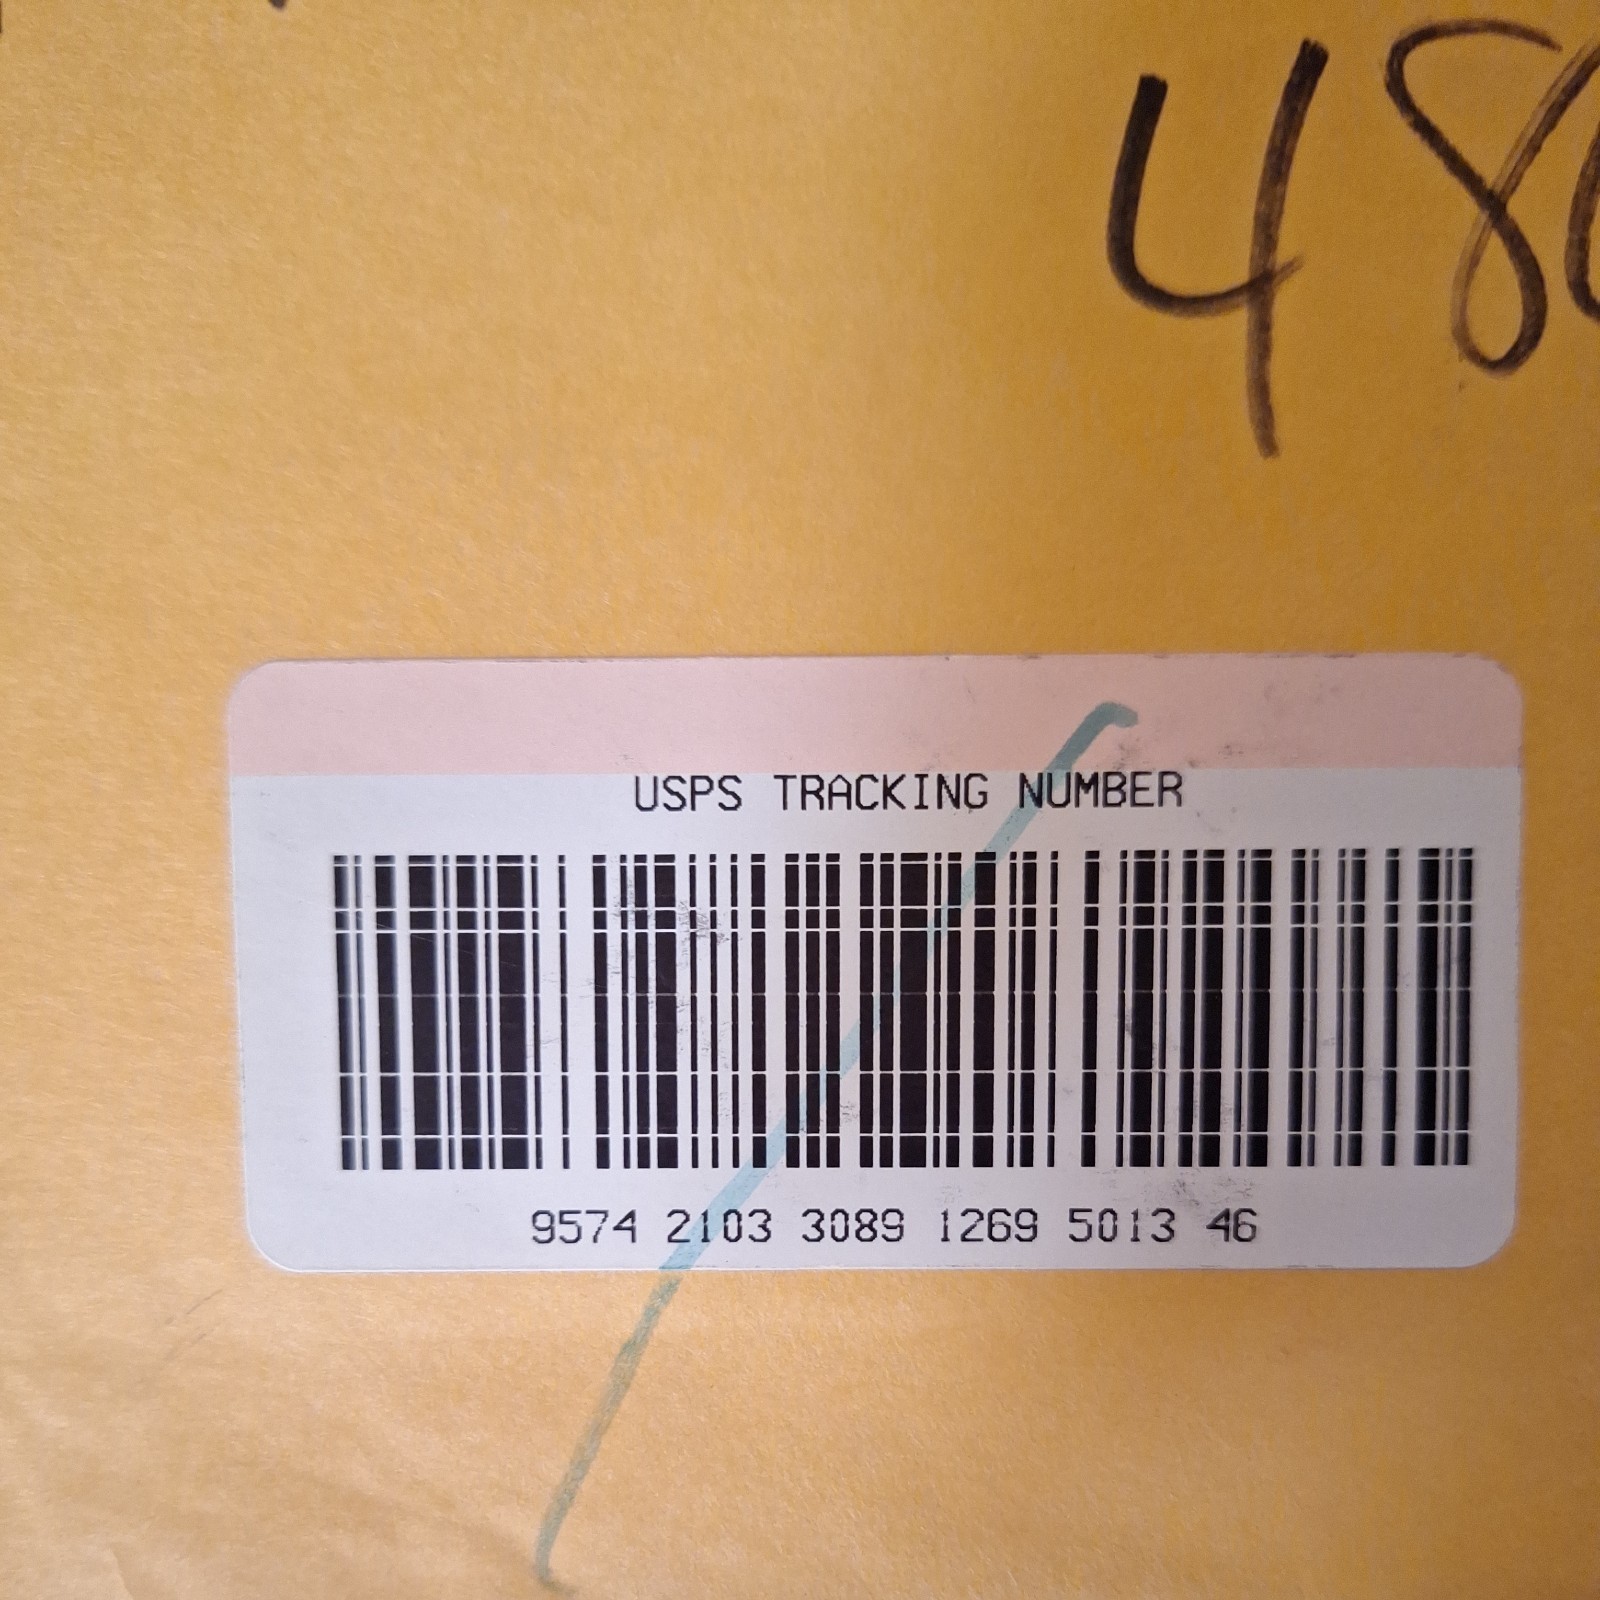 48
USPS TRACKING NUMBER
9574 2103 3089 1269 5013 46